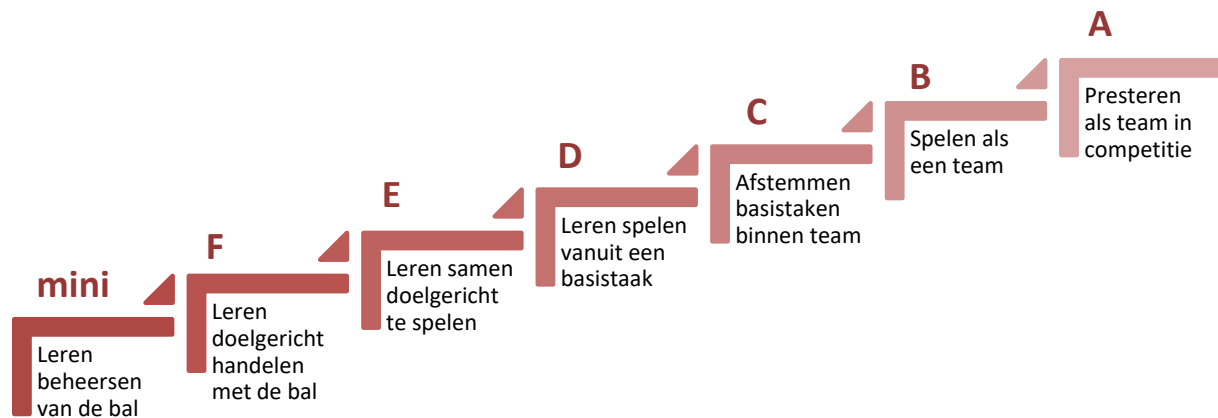 mini
Leren
beheersen
van de bal
F
Leren
doelgericht
handelen
met de bal
E
Leren samen
doelgericht
te spelen
D
Leren spelen
vanuit een
basistaak
C
Afstemmen
basistaken
binnen team
B
Spelen als
een team
A
Presteren
als team in
competitie